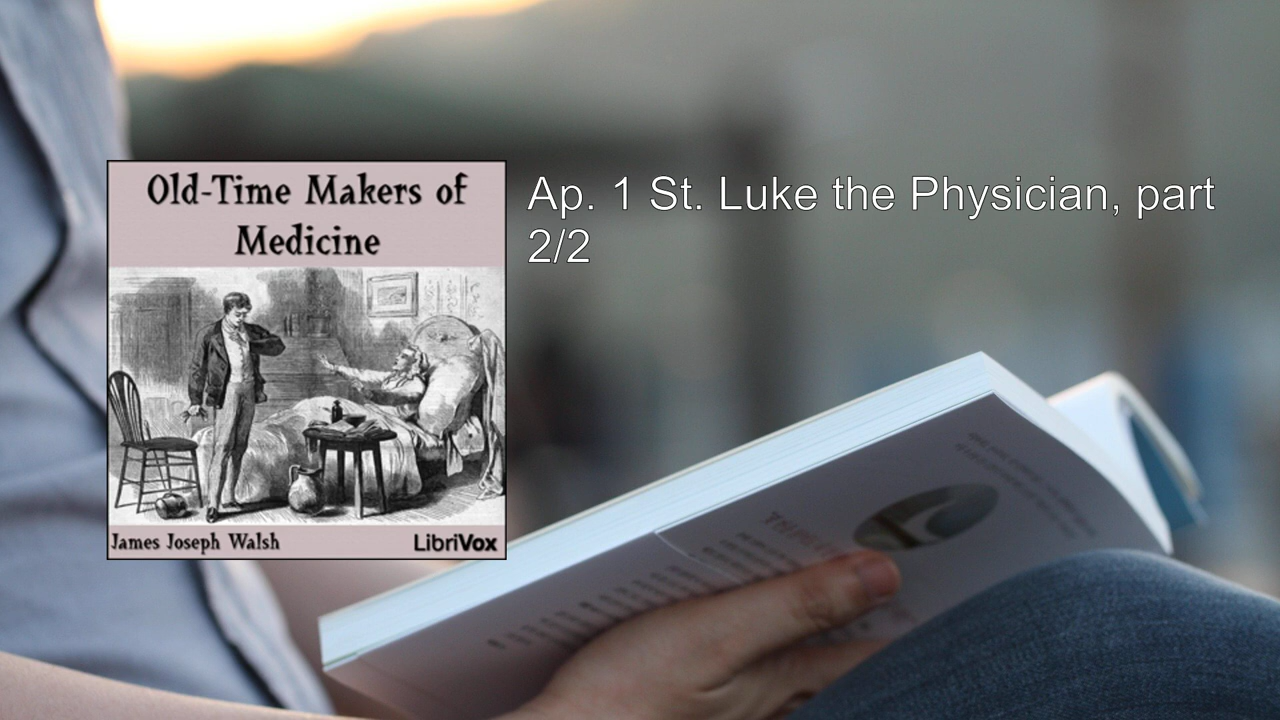 Old-Time Makers of
Medicine
James Joseph Walsh
LibriVox
Ap. 1 St. Luke the Physician, part
2/2